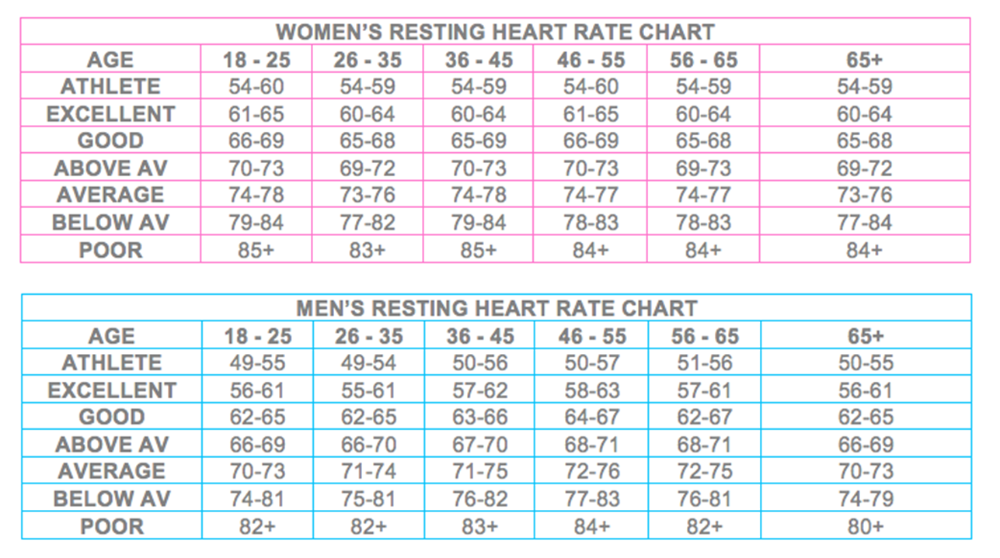 WOMEN’S RESTING HEART RATE CHART
AGE 18 - 25 26 - 35 36 - 45 46 - 55 56 - 65 65+
ATHLETE 54-60 54-59 54-59 54-60 54-59 54-59
EXCELLENT 61-65 60-64 60-64 61-65 60-64 60-64
GOOD 66-69 65-68 65-69 66-69 65-68 65-68
ABOVE AV 70-73 69-72 70-73 70-73 69-73 69-72
AVERAGE 74-78 73-76 74-78 74-77 74-77 73-76
BELOW AV 79-84 77-82 79-84 78-83 78-83 77-84
POOR 85+ 83+ 85+ 84+ 84+ 84+
MEN’S RESTING HEART RATE CHART
AGE 18 - 25 26 - 35 36 - 45 46 - 55 56 - 65 65+
ATHLETE 49-55 49-54 50-56 50-57 51-56 50-55
EXCELLENT 56-61 55-61 57-62 58-63 57-61 56-61
GOOD 62-65 62-65 63-66 64-67 62-67 62-65
ABOVE AV 66-69 66-70 67-70 68-71 68-71 66-69
AVERAGE 70-73 71-74 71-75 72-76 72-75 70-73
BELOW AV 74-81 75-81 76-82 77-83 76-81 74-79
POOR 82+ 82+ 83+ 84+ 82+ 80+